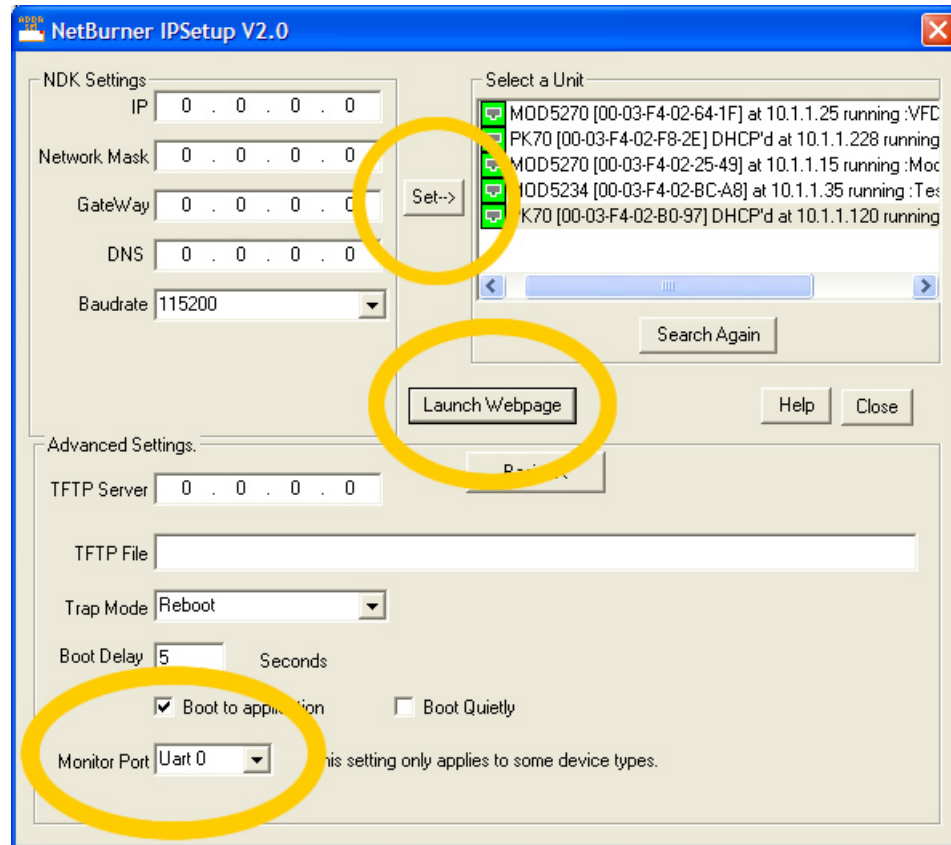 NetBurner IPSetup V2.0
NDK Settings
IP 0 . 0 . 0 . 0
Network Mask 0 . 0 . 0 . 0
GateWay 0 . 0 . 0 . 0
DNS 0 . 0 . 0 . 0
Baudrate 115200
Set-->
Select a Unit
MOD5270 [00-03-F4-02-64-1F] at 10.1.1.25 running :VFD
PK70 [00-03-F4-02-F8-2E] DHCP'd at 10.1.1.228 running
MOD5270 [00-03-F4-02-25-49] at 10.1.1.15 running :Mod
MOD5234 [00-03-F4-02-BC-A8] at 10.1.1.35 running :Tes
PK70 [00-03-F4-02-B0-97] DHCP'd at 10.1.1.120 running
Search Again
Launch Webpage
Help
Close
Advanced Settings.
TFTP Server 0 . 0 . 0 . 0
TFTP File
Trap Mode Reboot
Boot Delay 5 Seconds
Boot to application
Boot Quietly
Monitor Port Uart 0
his setting only applies to some device types.